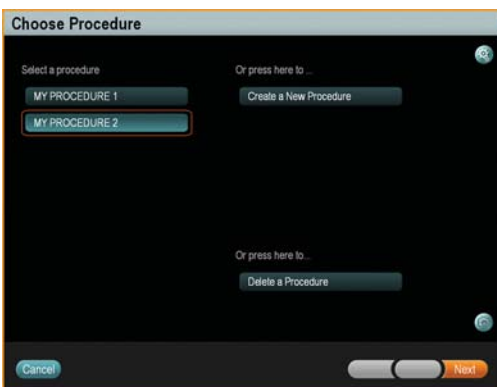 Choose Procedure
Select a procedure
MY PROCEDURE 1
MY PROCEDURE 2
Or press here to ...
Create a New Procedure
Or press here to...
Delete a Procedure
Cancel
Next